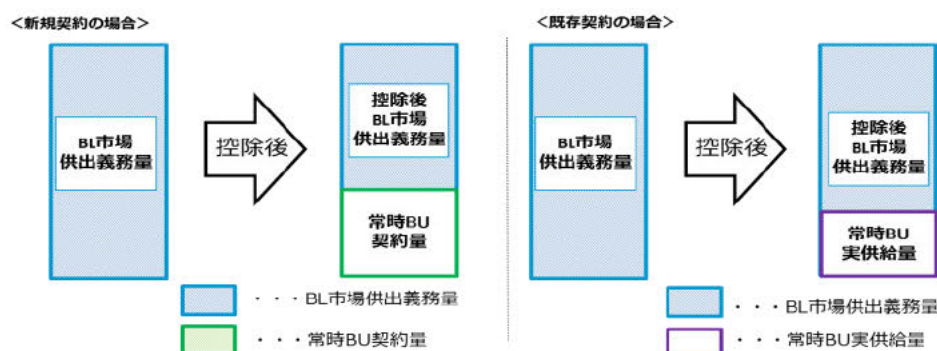 <新規契約の場合>
BL市場
供出義務量
控除後
控除後
BL市場
供出義務量
常時BU
契約量
・・・BL市場供出義務量
・・・常時BU契約量
<既存契約の場合>
BL市場
供出義務量
控除後
控除後
BL市場
供出義務量
常時BU
実供給量
・・・BL市場供出義務量
・・・常時BU実供給量